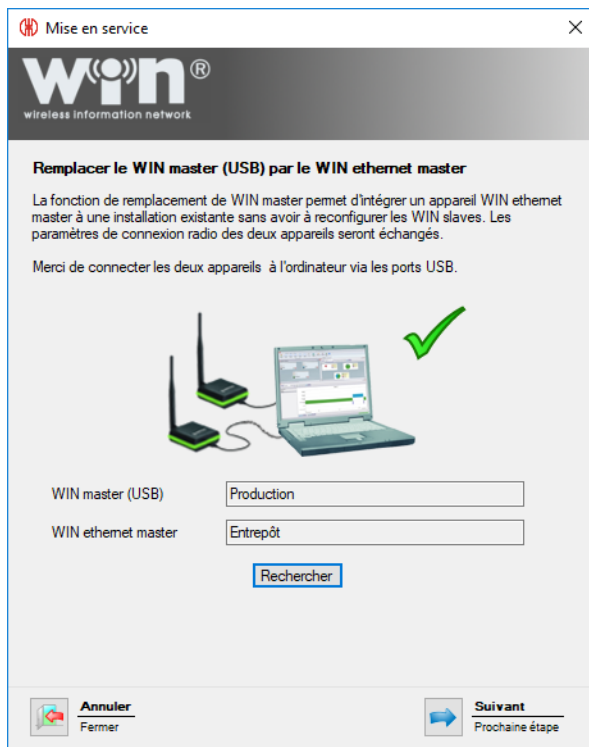 Mise en service
WIN®
wireless information network
Remplacer le WIN master (USB) par le WIN ethernet master
La fonction de remplacement de WIN master permet d'intégrer un appareil WIN ethernet
master à une installation existante sans avoir à reconfigurer les WIN slaves. Les
paramètres de connexion radio des deux appareils seront échangés.
Merci de connecter les deux appareils à l'ordinateur via les ports USB.
WIN master (USB) Production
WIN ethernet master Entrepôt
Rechercher
Annuler
Fermer
Suivant
Prochaine étape